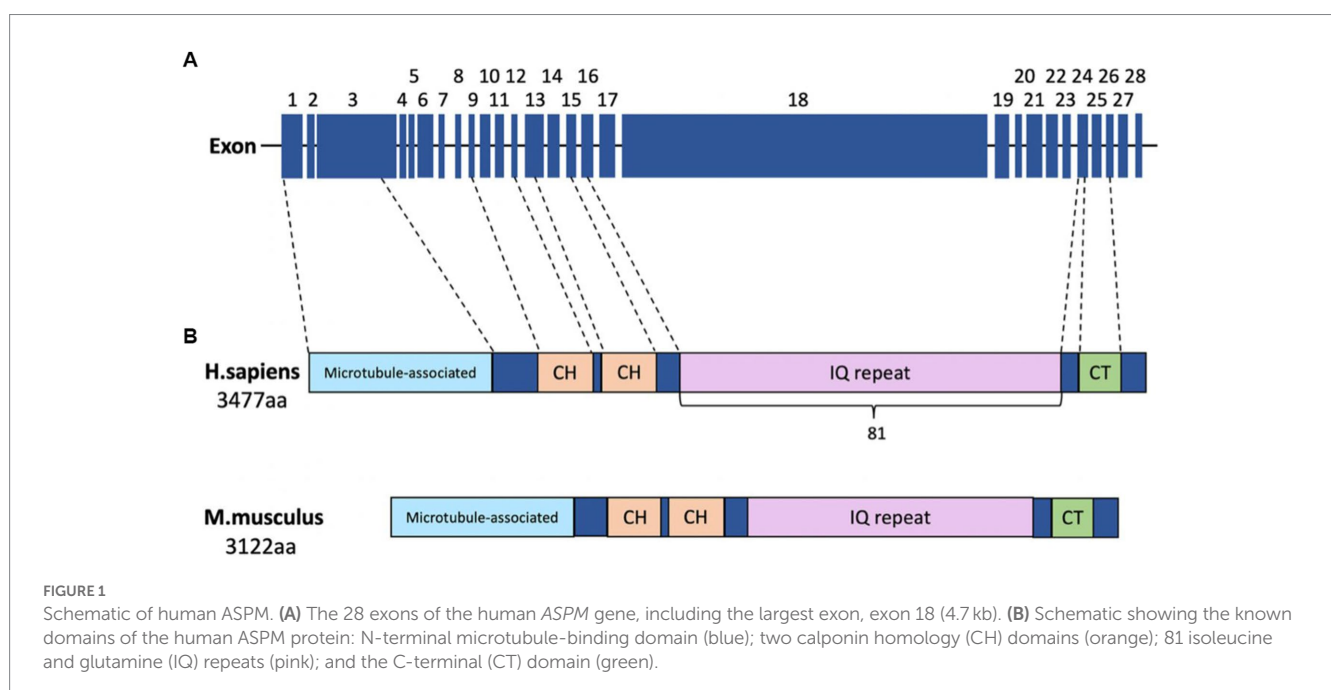 A
5 8 10 12 14 16 20 22 24 26 28
1 2 3 4 6 7 9 11 13 15 17 18 19 21 23 25 27
Exon
B
H.sapiens
3477aa
Microtubule-associated CH CH IQ repeat CT
81
M.musculus
3122aa
Microtubule-associated CH CH IQ repeat CT
FIGURE 1
Schematic of human ASPM. (A) The 28 exons of the human ASPM gene, including the largest exon, exon 18 (4.7 kb). (B) Schematic showing the known
domains of the human ASPM protein: N-terminal microtubule-binding domain (blue); two calponin homology (CH) domains (orange); 81 isoleucine
and glutamine (IQ) repeats (pink); and the C-terminal (CT) domain (green).